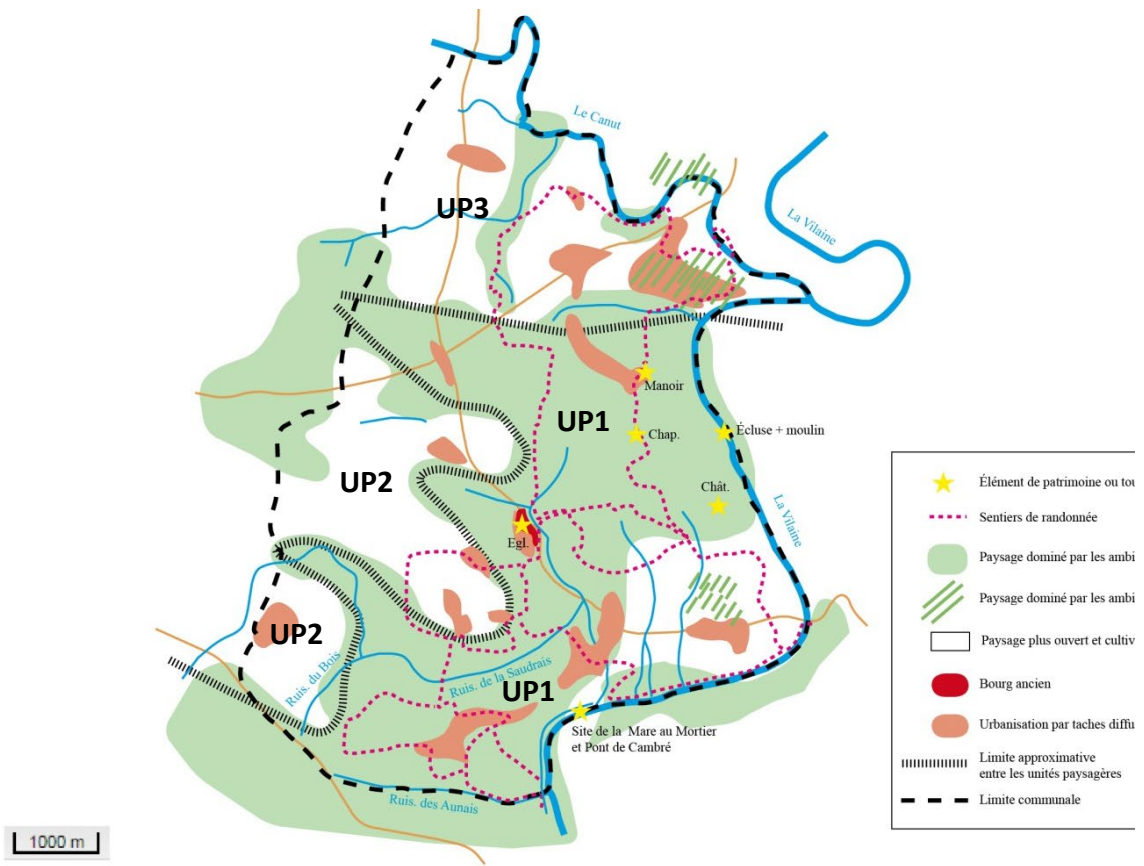 Le Canut
La Vilaine
UP3
Manoir
UP1
Chap.
Écluse + moulin
UP2
Chât.
La Vilaine
Egl.
UP2
Ruis. du Bois
Ruis. de la Saudrais
UP1
Site de la Mare au Mortier
et Pont de Cambré
Ruis. des Aunais
1000 m
Élément de patrimoine ou tou
Sentiers de randonnée
Paysage dominé par les ambi
Paysage dominé par les ambi
Paysage plus ouvert et cultiv
Bourg ancien
Urbanisation par taches diffu
Limite approximative
entre les unités paysagères
Limite communale